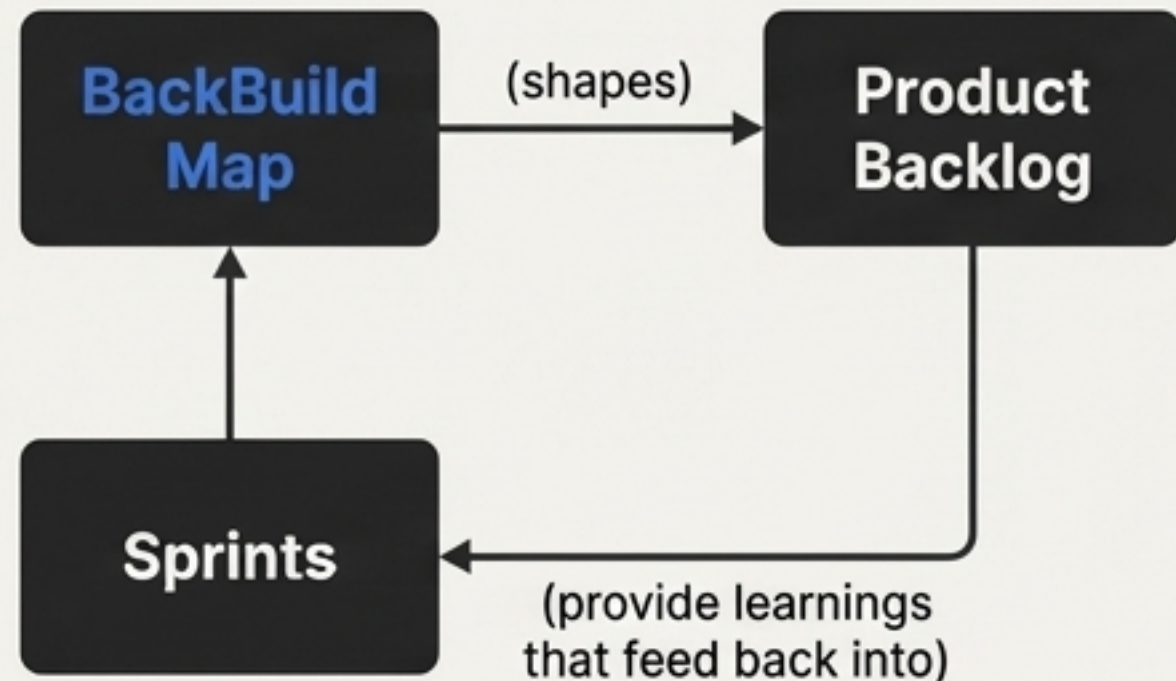 BackBuild
Map
(shapes)
Product
Backlog
Sprints
(provide learnings
that feed back into)